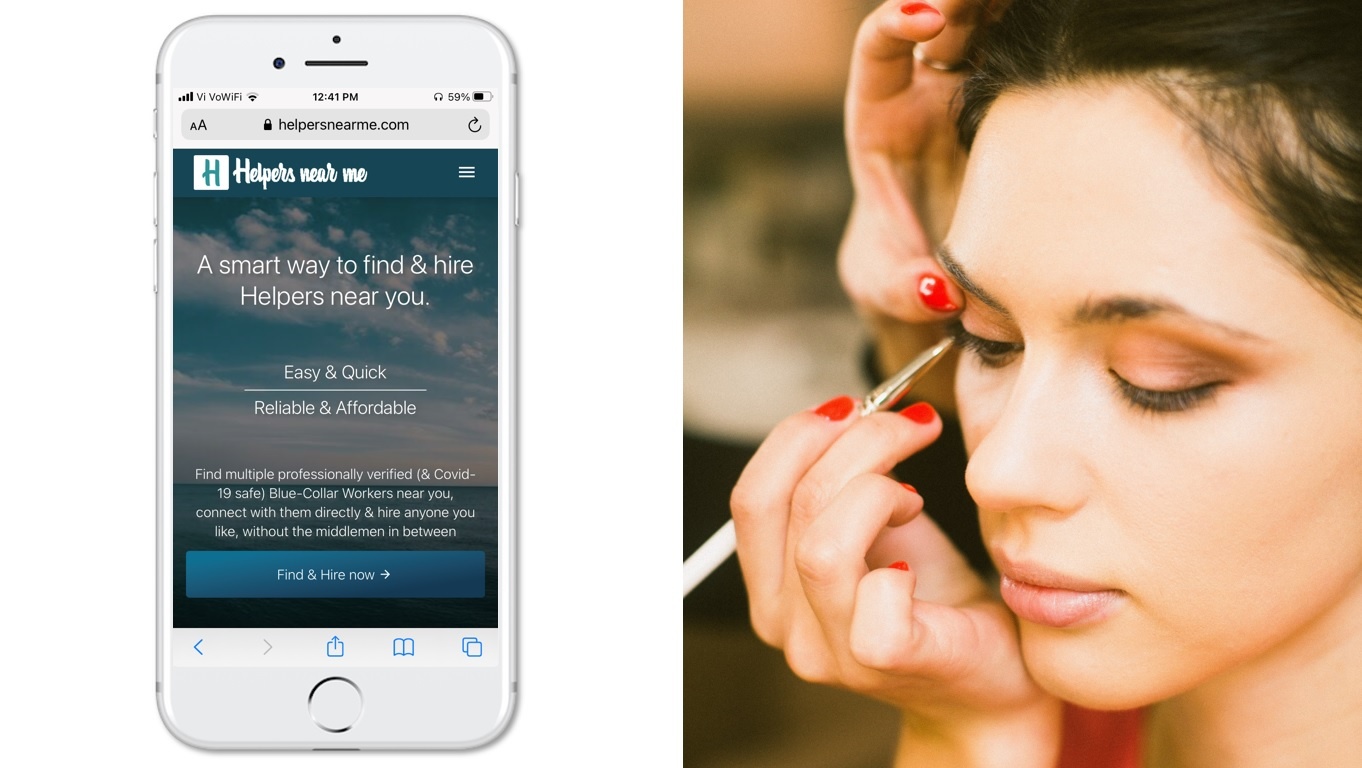 Vi VoWiFi 12:41 PM 59%
AA helpersnearme.com
H Helpers near me
A smart way to find & hire
Helpers near you.
Easy & Quick
Reliable & Affordable
Find multiple professionally verified (& Covid-
19 safe) Blue-Collar Workers near you,
connect with them directly & hire anyone you
like, without the middlemen in between
Find & Hire now →